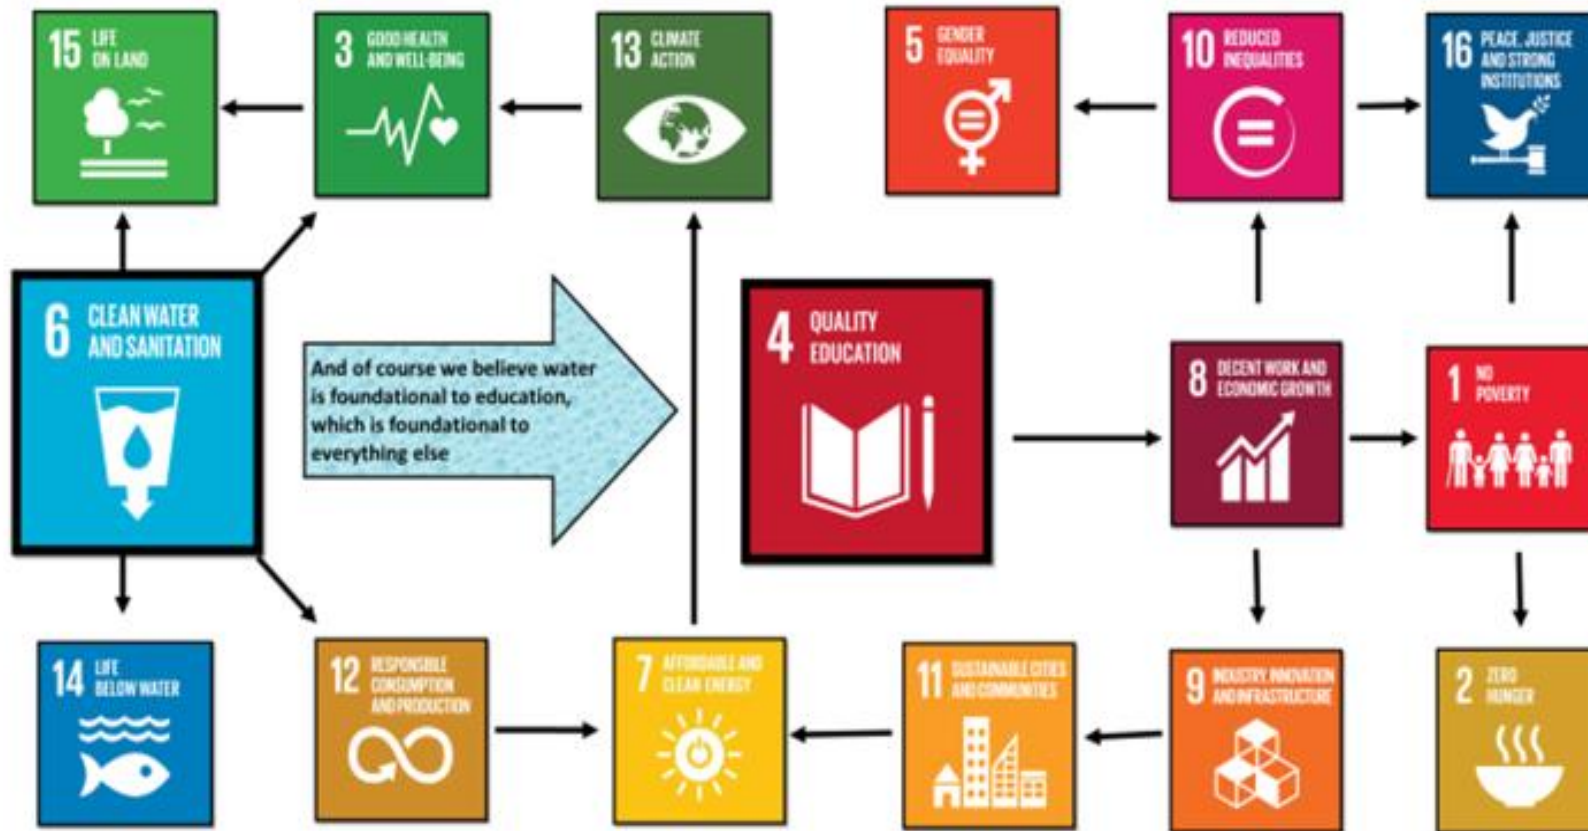 15 LIFE
ON LAND
3 GOOD HEALTH
AND WELL-BEING
13 CLIMATE
ACTION
5 GENDER
EQUALITY
10 REDUCED
INEQUALITIES
16 PEACE, JUSTICE
AND STRONG
INSTITUTIONS
6 CLEAN WATER
AND SANITATION
And of course we believe water
is foundational to education,
which is foundational to
everything else
4 QUALITY
EDUCATION
8 DECENT WORK AND
ECONOMIC GROWTH
1 NO
POVERTY
14 LIFE
BELOW WATER
12 RESPONSIBLE
CONSUMPTION
AND PRODUCTION
7 AFFORDABLE AND
CLEAN ENERGY
11 SUSTAINABLE CITIES
AND COMMUNITIES
9 INDUSTRY, INNOVATION
AND INFRASTRUCTURE
2 ZERO
HUNGER